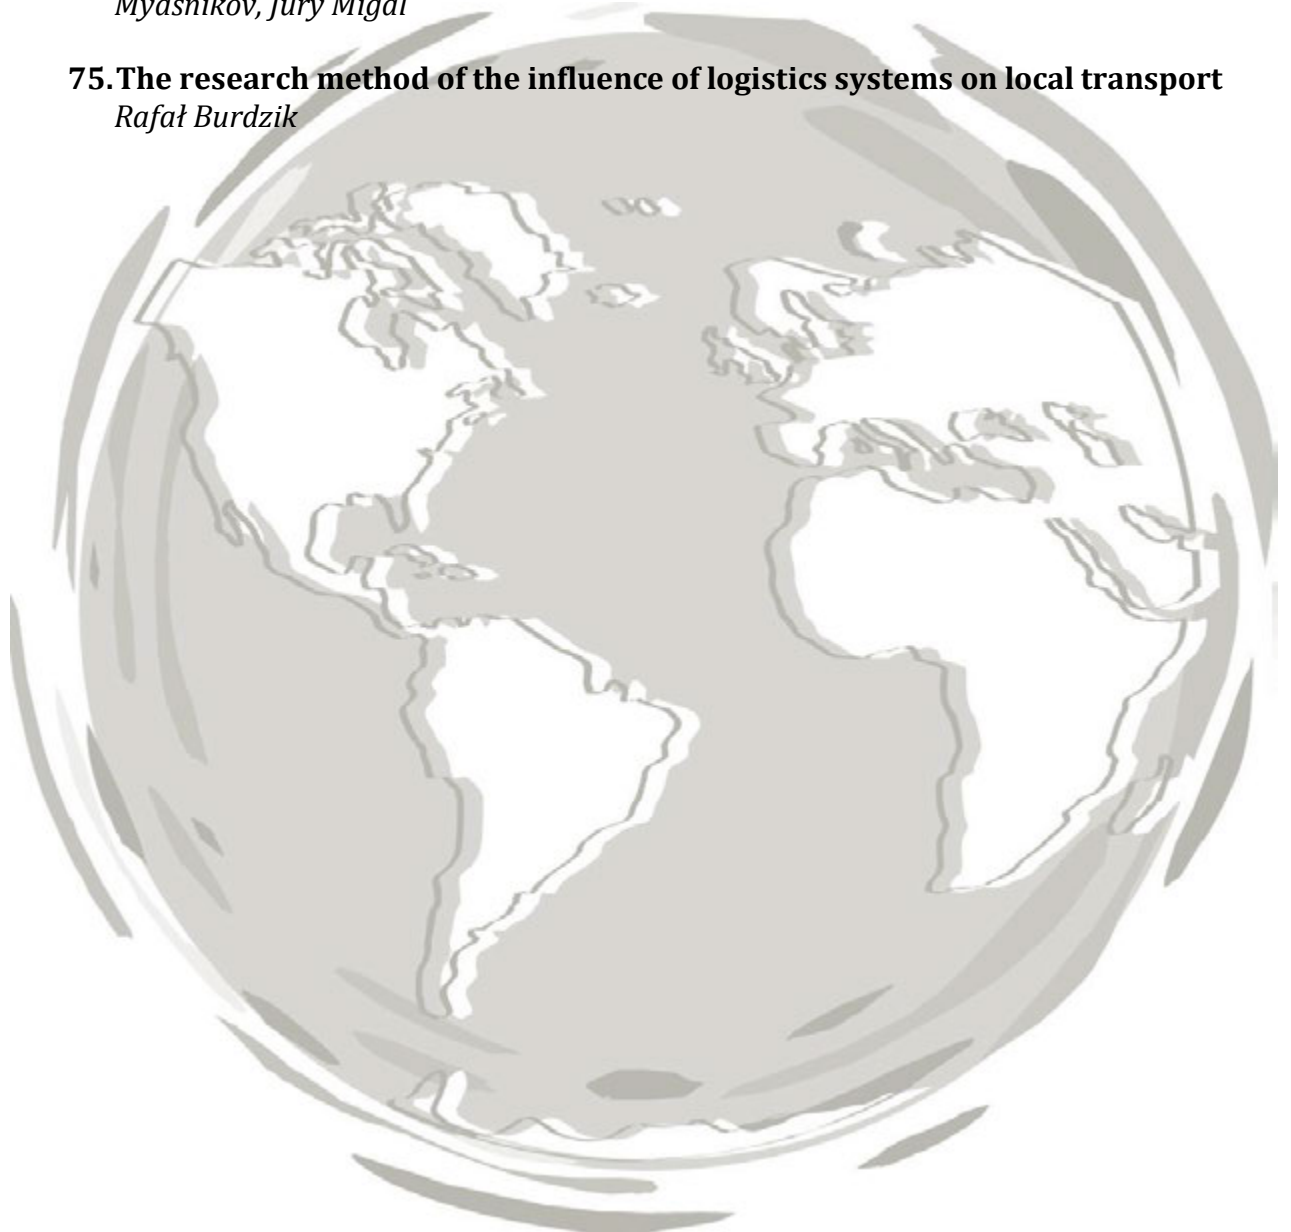 Myasnikov, Jury Migal
75.The research method of the influence of logistics systems on local transport
Rafał Burdzik